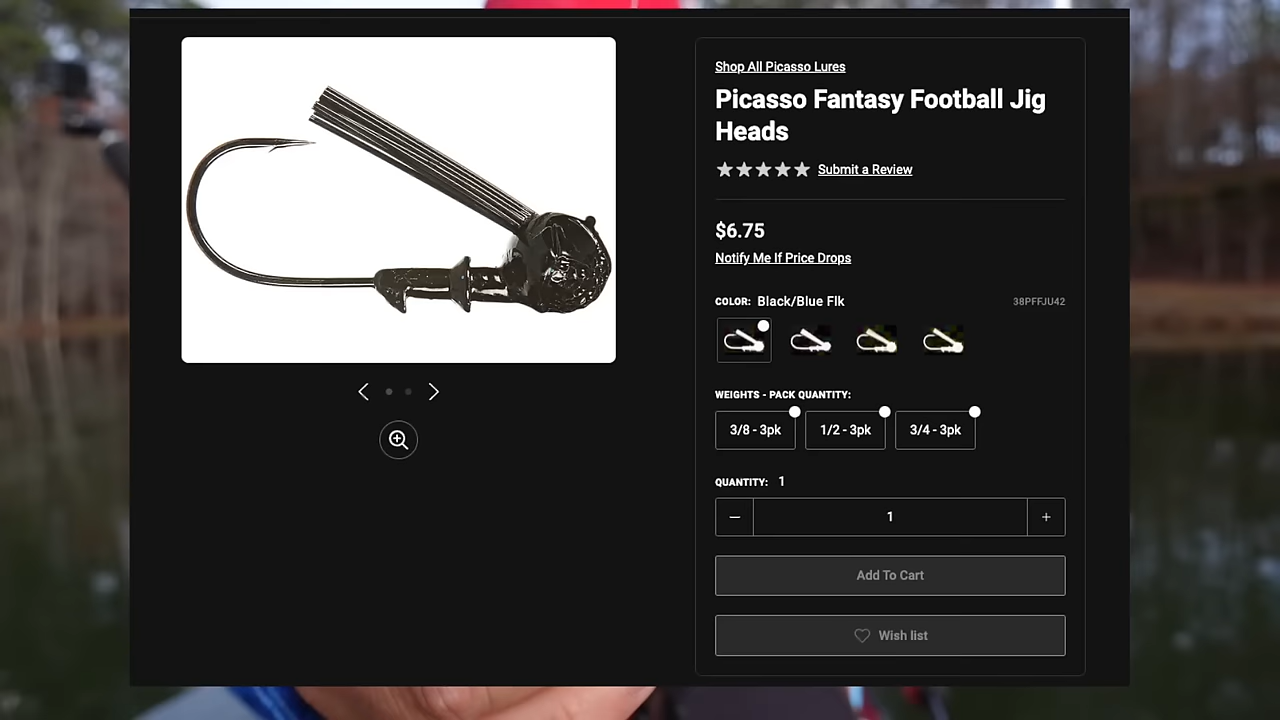 Shop All Picasso Lures
Picasso Fantasy Football Jig
Heads
Submit a Review
$6.75
Notify Me If Price Drops
COLOR: Black/Blue Flk 38PFFJU42
WEIGHTS - PACK QUANTITY:
3/8 - 3pk 1/2 - 3pk 3/4 - 3pk
QUANTITY: 1
1
Add To Cart
Wish list